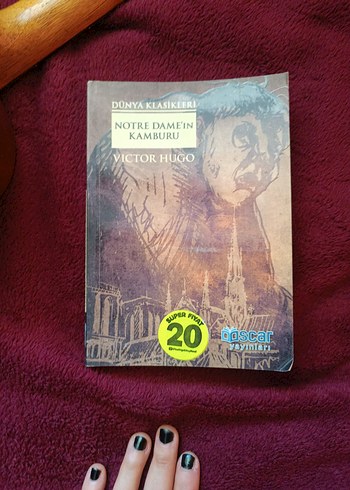 DÜNYA KLASİKLERİ
NOTRE DAME'IN
KAMBURU
VICTOR HUGO
SÜPER FİYAT
20
oscar
yayınları